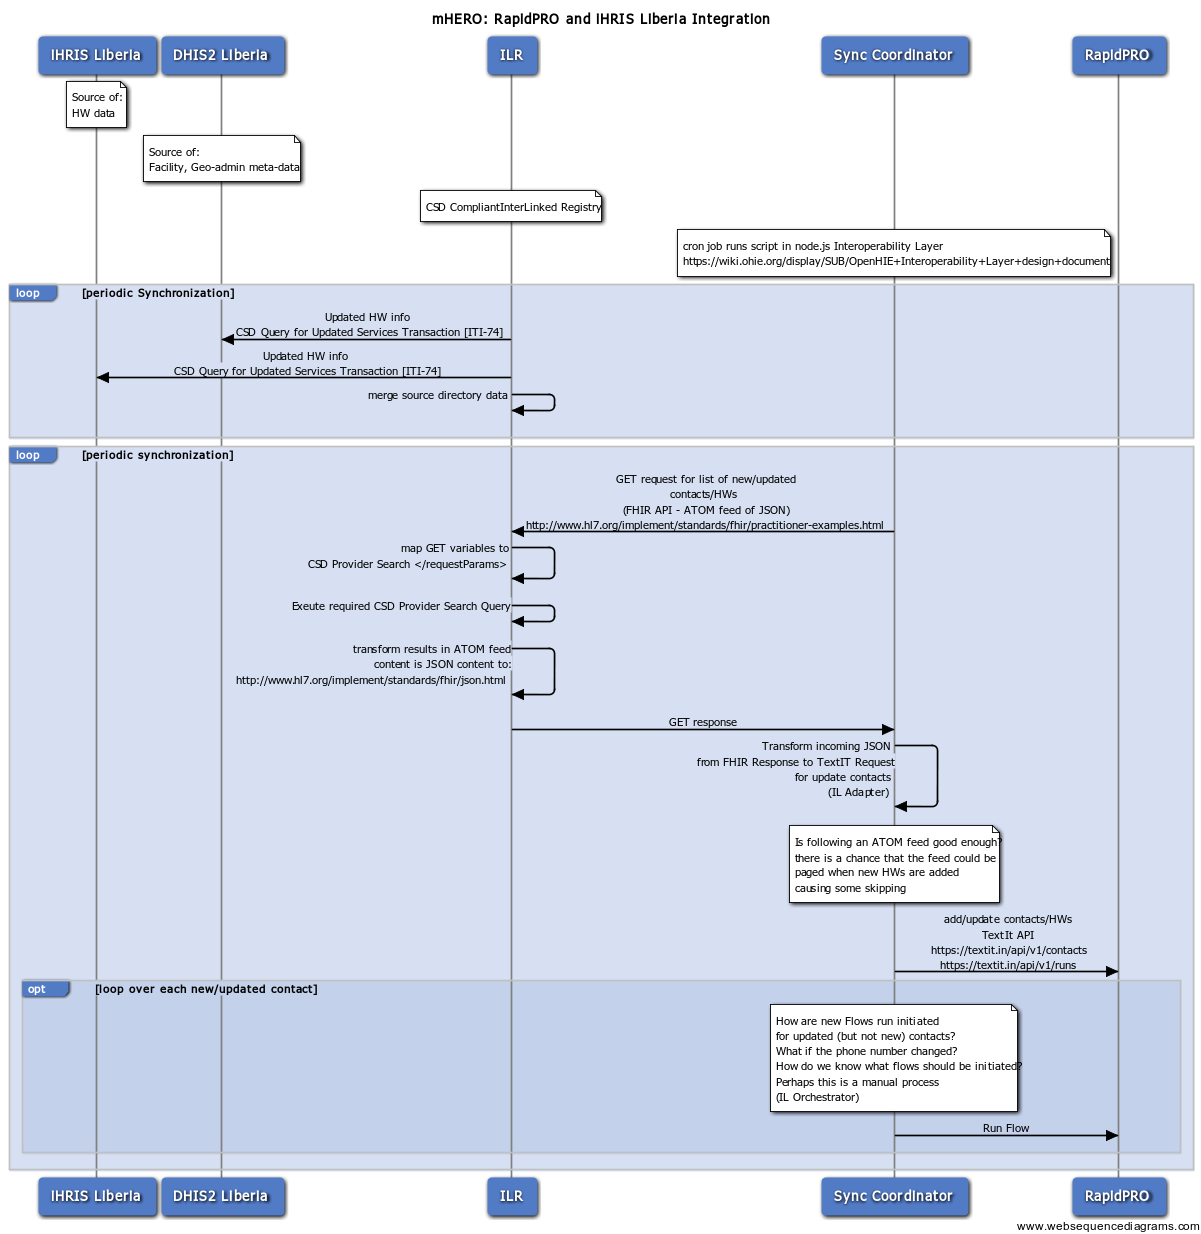 mHERO: RapidPRO and iHRIS Liberia Integration
iHRIS Liberia
DHIS2 Liberia
ILR
Sync Coordinator
RapidPRO
Source of:
HW data
Source of:
Facility, Geo-admin meta-data
CSD CompliantInterLinked Registry
cron job runs script in node.js Interoperability Layer
https://wiki.ohie.org/display/SUB/OpenHIE+Interoperability+Layer+design+document
loop
[periodic Synchronization]
Updated HW info
CSD Query for Updated Services Transaction [ITI-74]
Updated HW info
CSD Query for Updated Services Transaction [ITI-74]
merge source directory data
loop
[periodic synchronization]
GET request for list of new/updated
contacts/HWs
(FHIR API - ATOM feed of JSON)
http://www.hl7.org/implement/standards/fhir/practitioner-examples.html
map GET variables to
CSD Provider Search </requestParams>
Exeute required CSD Provider Search Query
transform results in ATOM feed
content is JSON content to:
http://www.hl7.org/implement/standards/fhir/json.html
GET response
Transform incoming JSON
from FHIR Response to TextIT Request
for update contacts
(IL Adapter)
Is following an ATOM feed good enough?
there is a chance that the feed could be
paged when new HWs are added
causing some skipping
add/update contacts/HWs
TextIt API
https://textit.in/api/v1/contacts
https://textit.in/api/v1/runs
opt
[loop over each new/updated contact]
How are new Flows run initiated
for updated (but not new) contacts?
What if the phone number changed?
How do we know what flows should be initiated?
Perhaps this is a manual process
(IL Orchestrator)
Run Flow
iHRIS Liberia
DHIS2 Liberia
ILR
Sync Coordinator
RapidPRO
www.websequencediagrams.com